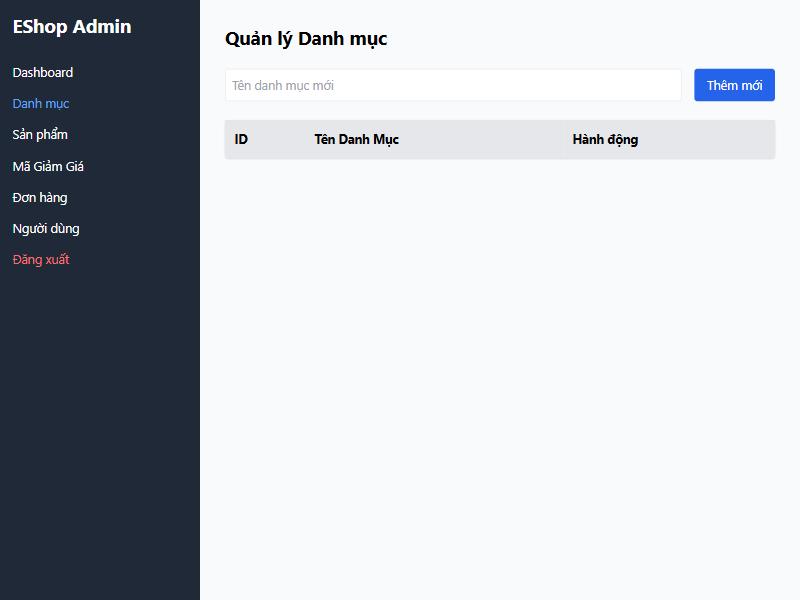 EShop Admin
Dashboard
Danh mục
Sản phẩm
Mã Giảm Giá
Đơn hàng
Người dùng
Đăng xuất
Quản lý Danh mục
Tên danh mục mới
Thêm mới
ID Tên Danh Mục Hành động